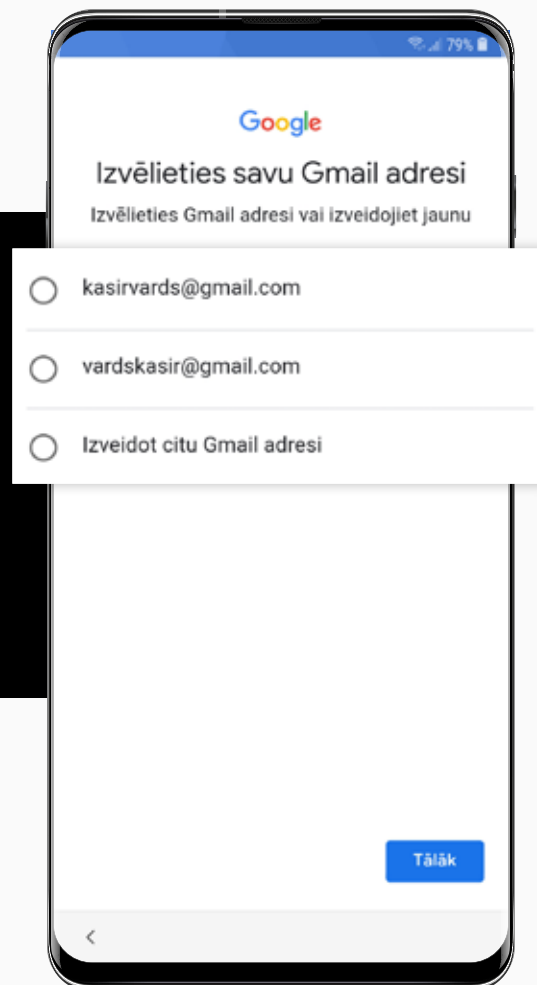 79%
Google
Izvēlieties savu Gmail adresi
Izvēlieties Gmail adresi vai izveidojiet jaunu
kasirvards@gmail.com
vardskasir@gmail.com
Izveidot citu Gmail adresi
Tālāk